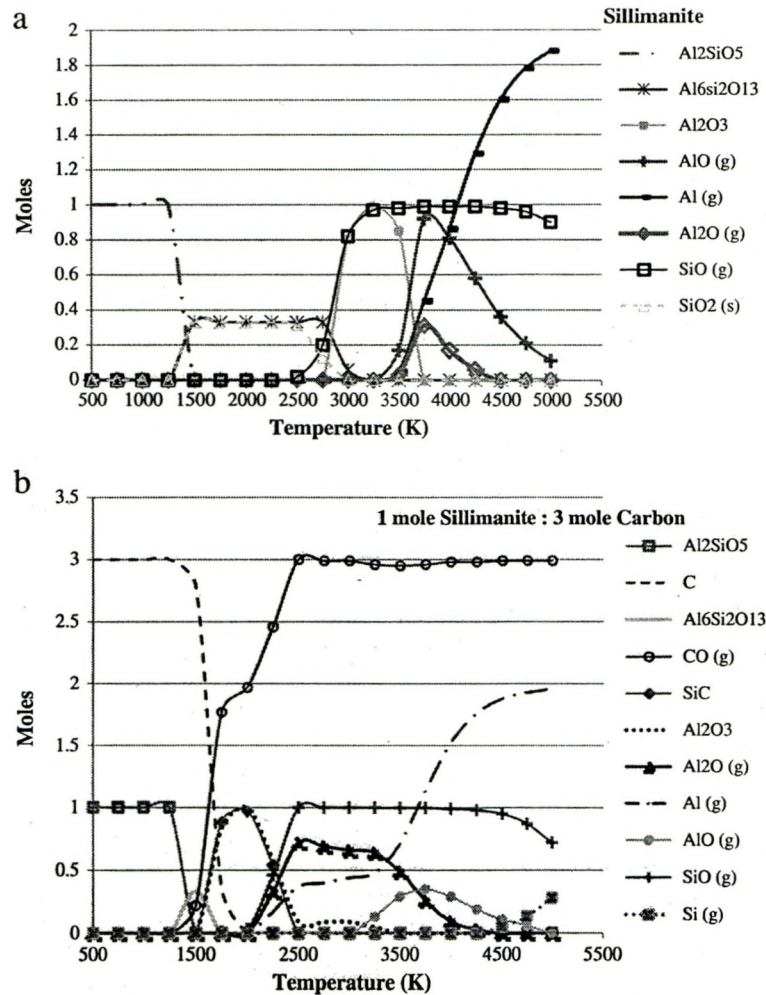 a
Sillimanite
2
1.8
1.6
1.4
1.2
1
0.8
0.6
0.4
0.2
0
Moles
500 1000 1500 2000 2500 3000 3500 4000 4500 5000 5500
Temperature (K)
Al2SiO5
Al6si2O13
Al2O3
AlO (g)
Al (g)
Al2O (g)
SiO (g)
SiO2 (s)
b
1 mole Sillimanite : 3 mole Carbon
3.5
3
2.5
2
1.5
1
0.5
0
Moles
500 1000 1500 2000 2500 3000 3500 4000 4500 5000 5500
Temperature (K)
Al2SiO5
C
Al6Si2O13
CO (g)
SiC
Al2O3
Al2O (g)
Al (g)
AlO (g)
SiO (g)
Si (g)